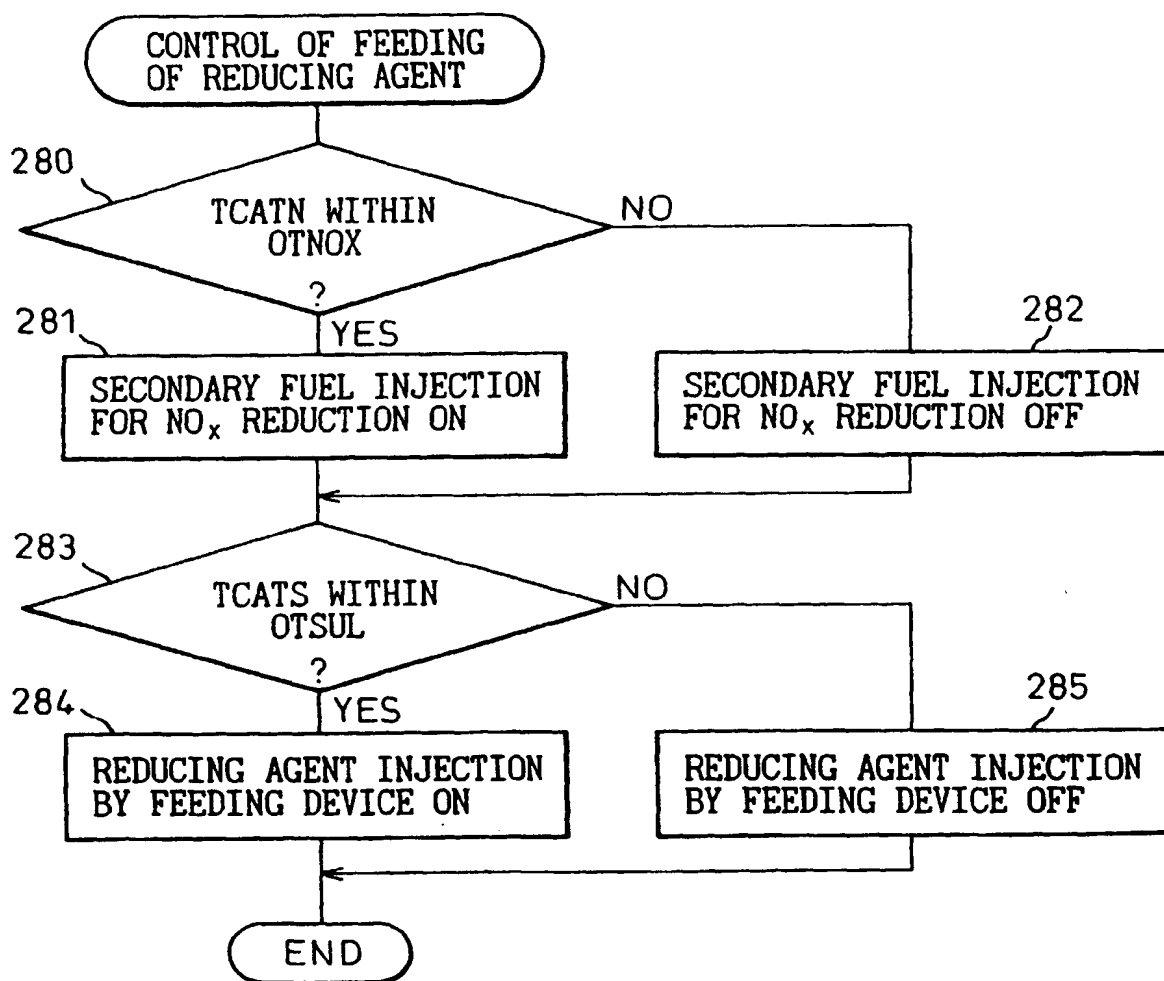 CONTROL OF FEEDING
OF REDUCING AGENT
280
TCATN WITHIN
OTNOX
?
NO
YES
281
SECONDARY FUEL INJECTION
FOR NOx REDUCTION ON
282
SECONDARY FUEL INJECTION
FOR NOx REDUCTION OFF
283
TCATS WITHIN
OTSUL
?
NO
YES
284
REDUCING AGENT INJECTION
BY FEEDING DEVICE ON
285
REDUCING AGENT INJECTION
BY FEEDING DEVICE OFF
END